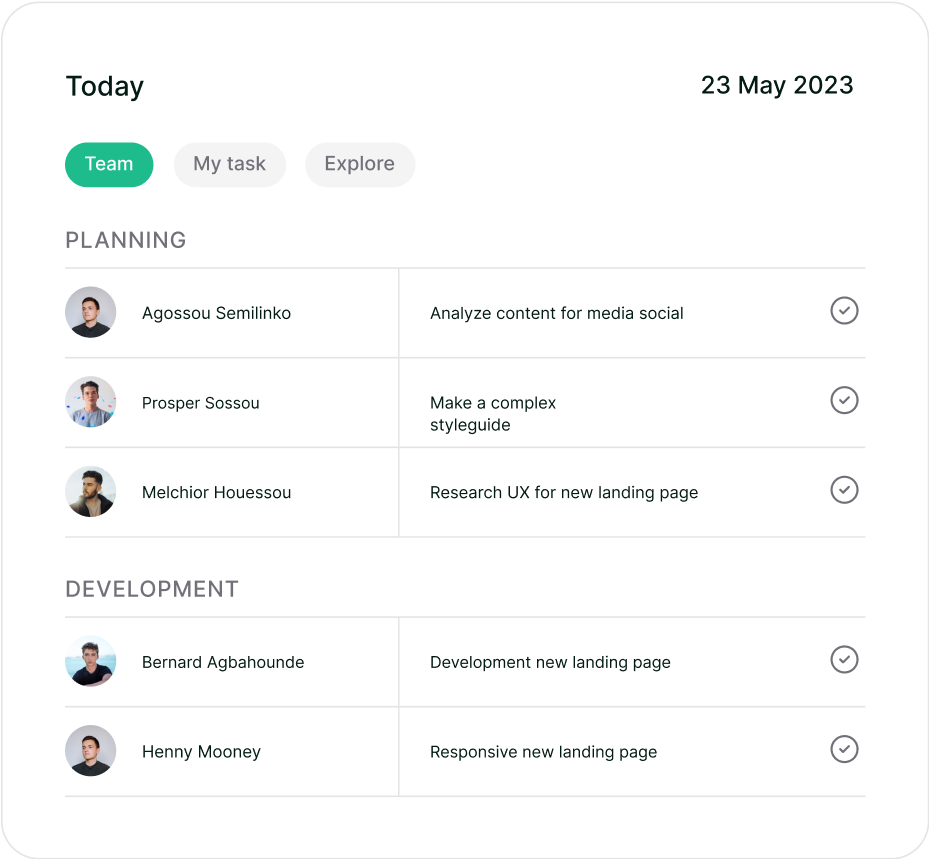 Today
23 May 2023
Team
My task
Explore
PLANNING
Agossou Semilinko
Analyze content for media social
Prosper Sossou
Make a complex
styleguide
Melchior Houessou
Research UX for new landing page
DEVELOPMENT
Bernard Agbahounde
Development new landing page
Henny Mooney
Responsive new landing page